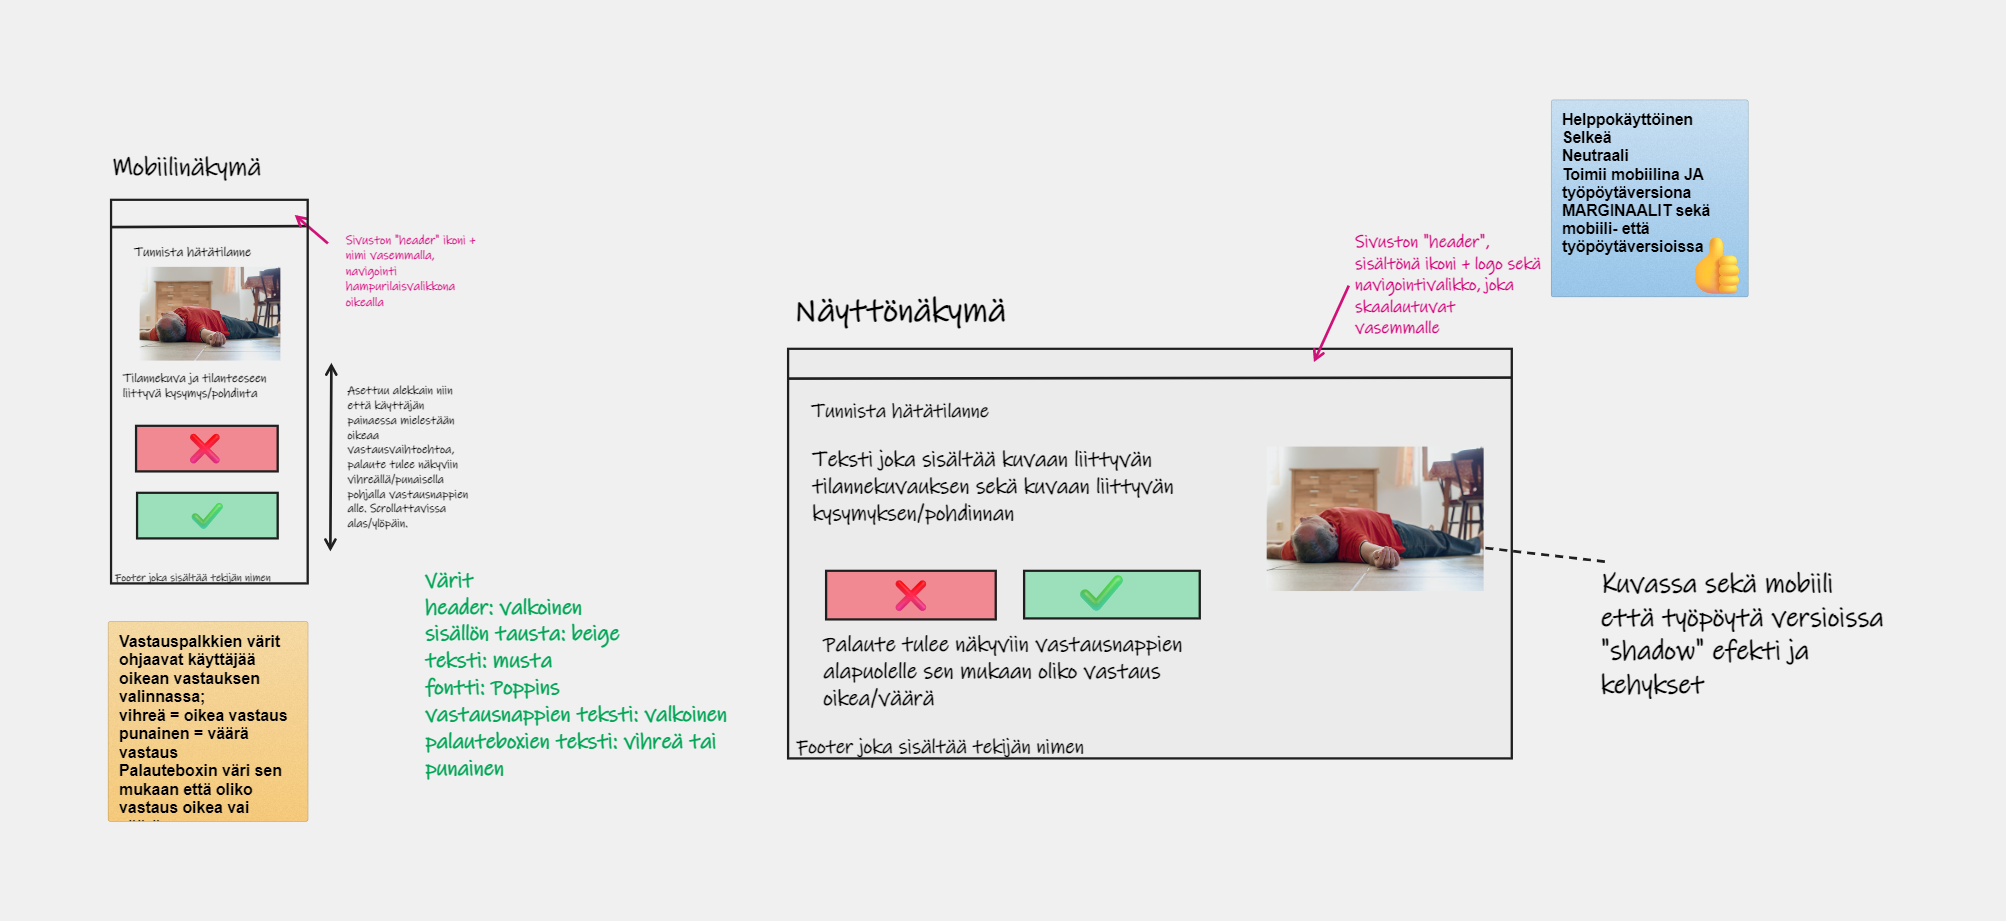 Mobiilinäkymä
Tunnista hätätilanne
Tilannekuva ja tilanteeseen
liittyvä kysymys/pohdinta
Footer joka sisältää tekijän nimen
Sivuston "header" ikoni +
nimi vasemmalla,
navigointi
hampurilaisvalikkona
oikealla
Asettuu alekkain niin
että käyttäjän
painaessa mielestään
oikeaa
vastausvaihtoehtoa,
palaute tulee näkyviin
vihreällä/punaisella
pohjalla vastausnappien
alle. Scrollattavissa
alas/ylöpäin.
Vastauspalkkien värit
ohjaavat käyttäjää
oikean vastauksen
valinnassa;
vihreä = oikea vastaus
punainen = väärä
vastaus
Palauteboxin väri sen
mukaan että oliko
vastaus oikea vai
Värit
header: valkoinen
sisällön tausta: beige
teksti: musta
fontti: Poppins
vastausnappien teksti: valkoinen
palauteboxien teksti: vihreä tai
punainen
Näyttönäkymä
Tunnista hätätilanne
Teksti joka sisältää kuvaan liittyvän
tilannekuvauksen sekä kuvaan liittyvän
kysymyksen/pohdinnan
Palaute tulee näkyviin vastausnappien
alapuolelle sen mukaan oliko vastaus
oikea/väärä
Footer joka sisältää tekijän nimen
Sivuston "header",
sisältönä ikoni + logo sekä
navigointivalikko, joka
skaalautuvat
vasemmalle
Helppokäyttöinen
Selkeä
Neutraali
Toimii mobiilina JA
työpöytäversiona
MARGINAALIT sekä
mobiili- että
työpöytäversioissa
Kuvassa sekä mobiili
että työpöytä versioissa
"shadow" efekti ja
kehykset